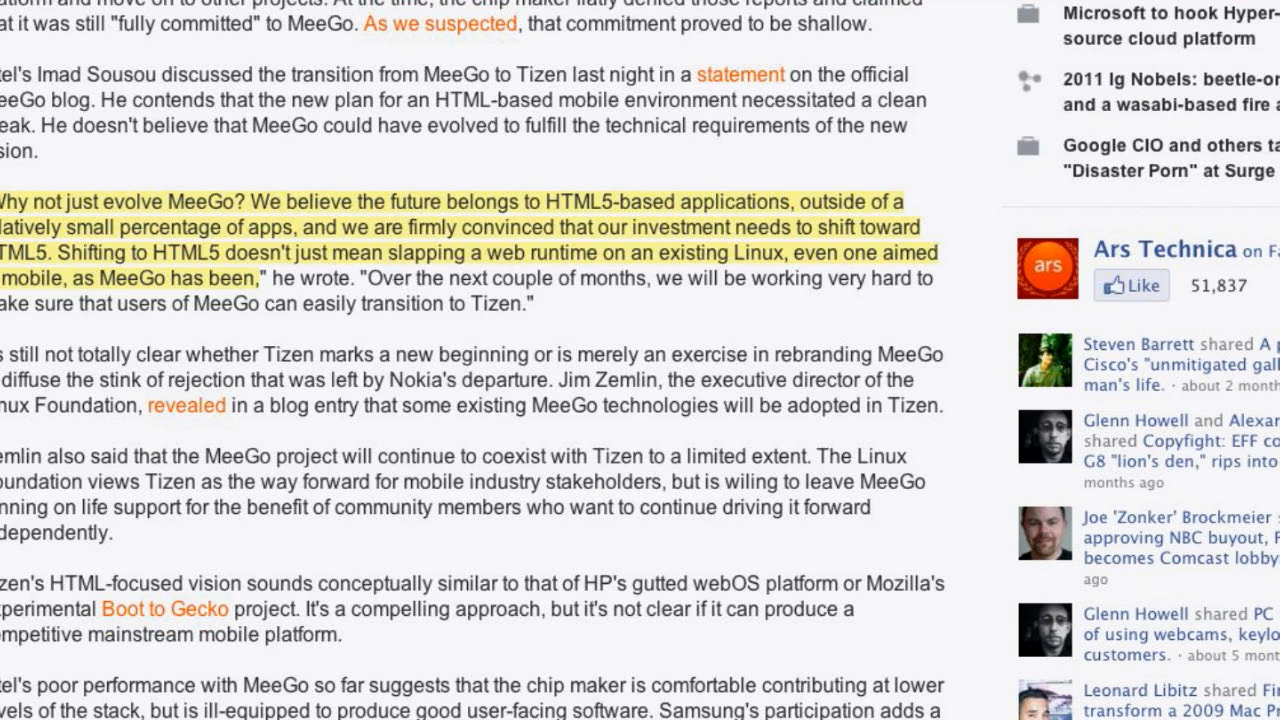 at it was still "fully committed" to MeeGo. As we suspected, that commitment proved to be shallow.
tel's Imad Sousou discussed the transition from MeeGo to Tizen last night in a statement on the official
eeGo blog. He contends that the new plan for an HTML-based mobile environment necessitated a clean
eak. He doesn't believe that MeeGo could have evolved to fulfill the technical requirements of the new
sion.
Why not just evolve MeeGo? We believe the future belongs to HTML5-based applications, outside of a
latively small percentage of apps, and we are firmly convinced that our investment needs to shift toward
TML5. Shifting to HTML5 doesn't just mean slapping a web runtime on an existing Linux, even one aimed
mobile, as MeeGo has been," he wrote. "Over the next couple of months, we will be working very hard to
ake sure that users of MeeGo can easily transition to Tizen."
s still not totally clear whether Tizen marks a new beginning or is merely an exercise in rebranding MeeGo
diffuse the stink of rejection that was left by Nokia's departure. Jim Zemlin, the executive director of the
nux Foundation, revealed in a blog entry that some existing MeeGo technologies will be adopted in Tizen.
emlin also said that the MeeGo project will continue to coexist with Tizen to a limited extent. The Linux
oundation views Tizen as the way forward for mobile industry stakeholders, but is wiling to leave MeeGo
nning on life support for the benefit of community members who want to continue driving it forward
dependently.
zen's HTML-focused vision sounds conceptually similar to that of HP's gutted webOS platform or Mozilla's
xperimental Boot to Gecko project. It's a compelling approach, but it's not clear if it can produce a
ompetitive mainstream mobile platform.
tel's poor performance with MeeGo so far suggests that the chip maker is comfortable contributing at lower
vels of the stack, but is ill-equipped to produce good user-facing software. Samsung's participation adds a
Microsoft to hook Hyper-
source cloud platform
2011 Ig Nobels: beetle-or
and a wasabi-based fire a
Google CIO and others ta
"Disaster Porn" at Surge
ars
Ars Technica on Fa
Like 51,837
Steven Barrett shared A p
Cisco's "unmitigated gall
man's life. · about 2 month
Glenn Howell and Alexar
shared Copyfight: EFF co
G8 "lion's den," rips into
months ago
Joe 'Zonker' Brockmeier s
approving NBC buyout, F
becomes Comcast lobby
ago
Glenn Howell shared PC
of using webcams, keylo
customers. · about 5 mont
Leonard Libitz shared Fi
transform a 2009 Mac P